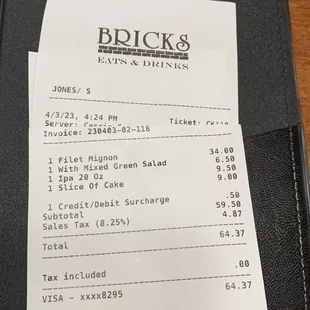 BRICKS
EATS & DRINKS
JONES/ S
4/3/23, 4:24 PM
Server: Ticket:
Invoice: 230403-02-118
1 Filet Mignon 34.00
1 With Mixed Green Salad 6.50
1 Ipa 20 Oz 9.50
1 Slice Of Cake 9.00
1 Credit/Debit Surcharge .50
Subtotal 59.50
Sales Tax (8.25%) 4.87
Total 64.37
Tax included .00
VISA - xxxx8295 64.37